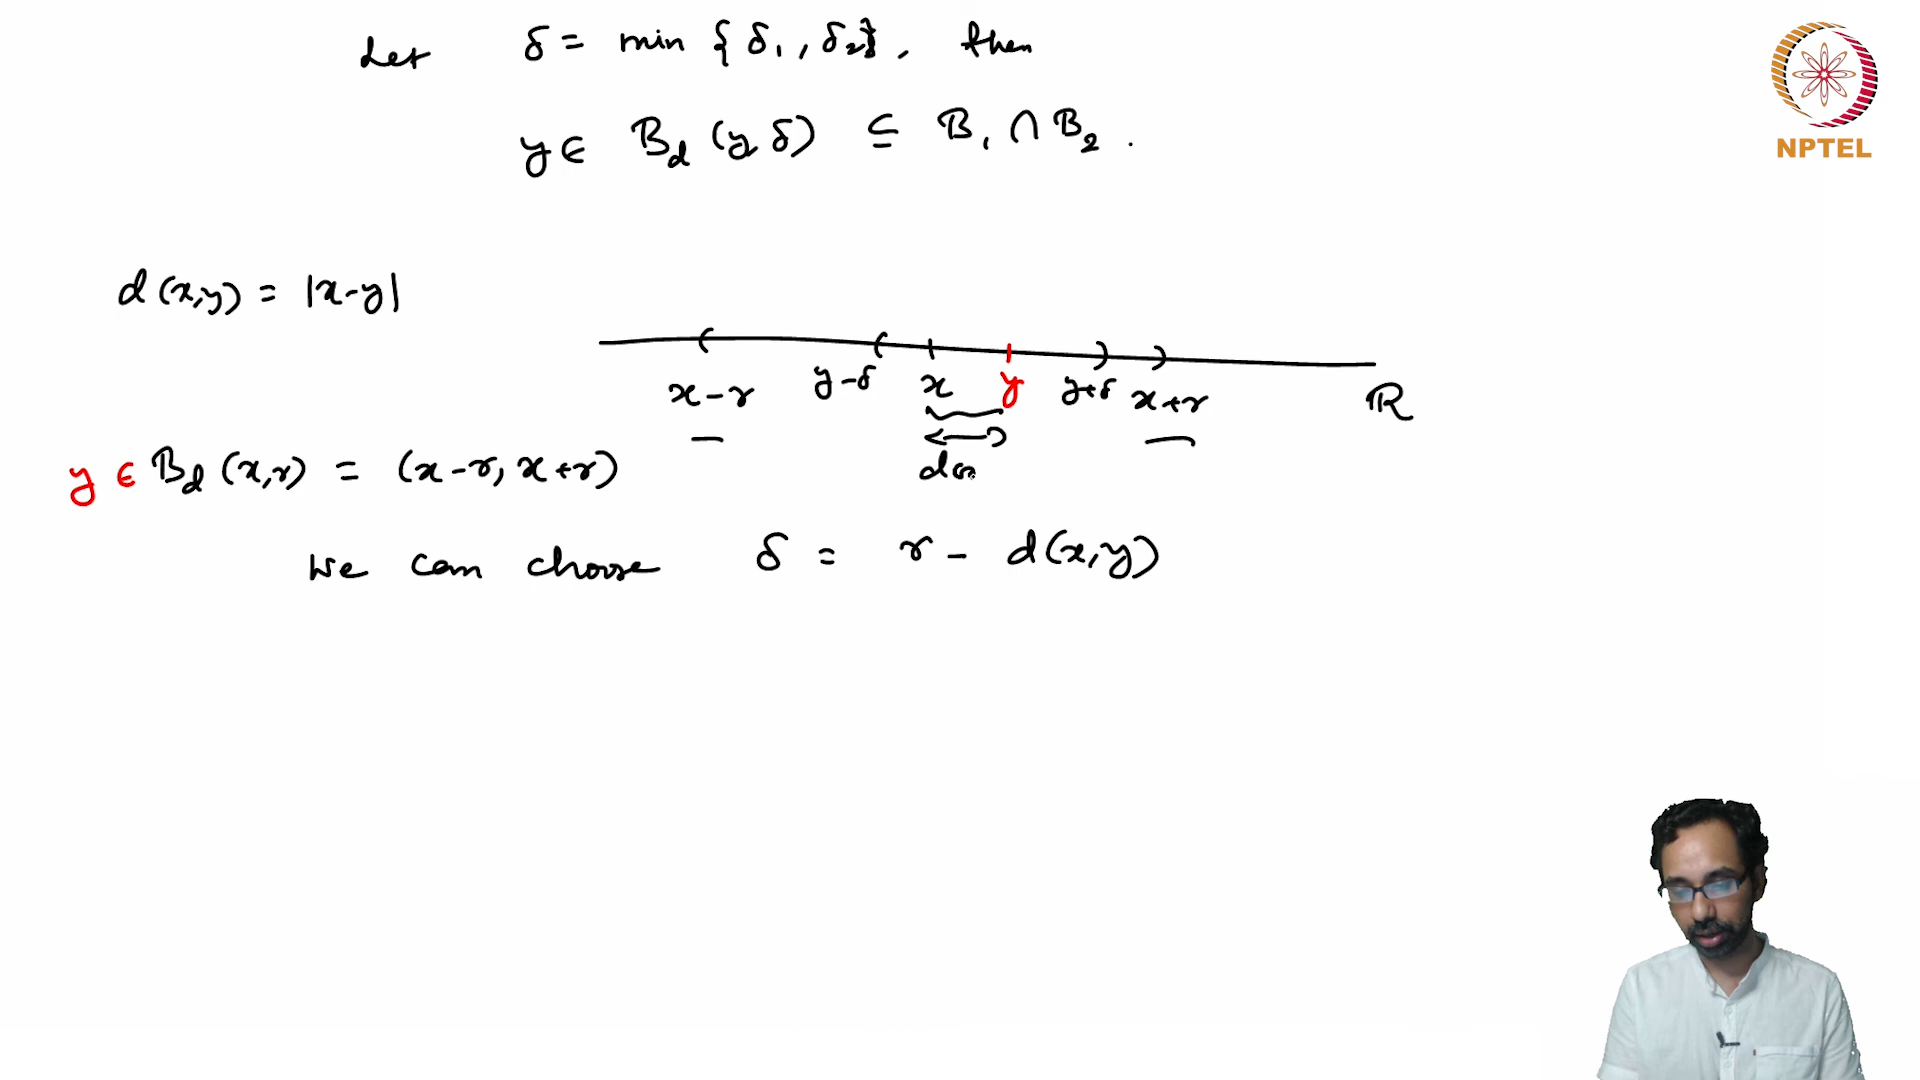 Let δ = min { δ₁ , δ₂} , then
y ∈ B_d (y δ) ⊆ B₁ ∩ B₂ .
NPTEL
d(x,y) = |x-y|
x-r y-δ x y y+δ x+r ℝ
d(x
y ∈ B_d (x,r) = (x-r, x+r)
We can choose δ = r - d(x,y)